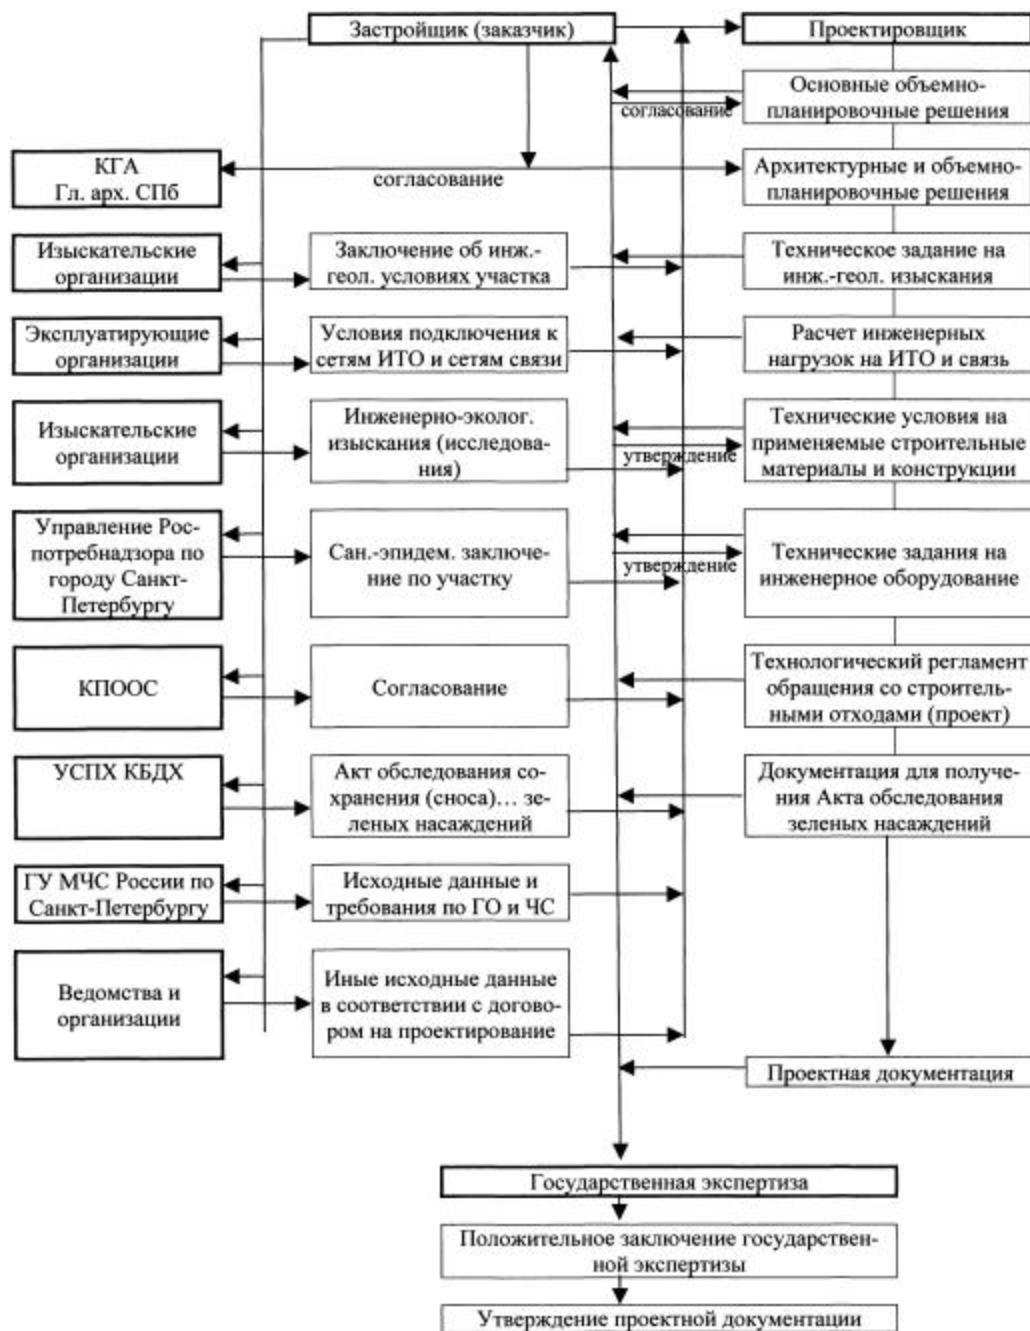 Застройщик (заказчик)
Проектировщик
Основные объемно-
планировочные решения
согласование
КГА
Гл. арх. СПб
согласование
Архитектурные и объемно-
планировочные решения
Изыскательские
организации
Заключение об инж.-
геол. условиях участка
Техническое задание на
инж.-геол. изыскания
Эксплуатирующие
организации
Условия подключения к
сетям ИТО и сетям связи
Расчет инженерных
нагрузок на ИТО и связь
Изыскательские
организации
Инженерно-эколог.
изыскания (исследова-
ния)
утверждение
Технические условия на
применяемые строительные
материалы и конструкции
Управление Рос-
потребнадзора по
городу Санкт-
Петербургу
Сан.-эпидем. заключе-
ние по участку
утверждение
Технические задания на
инженерное оборудование
КПООС
Согласование
Технологический регламент
обращения со строитель-
ными отходами (проект)
УСПХ КБДХ
Акт обследования со-
хранения (сноса)… зе-
леных насаждений
Документация для получе-
ния Акта обследования
зеленых насаждений
ГУ МЧС России по
Санкт-Петербургу
Исходные данные и
требования по ГО и ЧС
Ведомства и
организации
Иные исходные данные
в соответствии с догово-
ром на проектирование
Проектная документация
Государственная экспертиза
Положительное заключение государствен-
ной экспертизы
Утверждение проектной документации